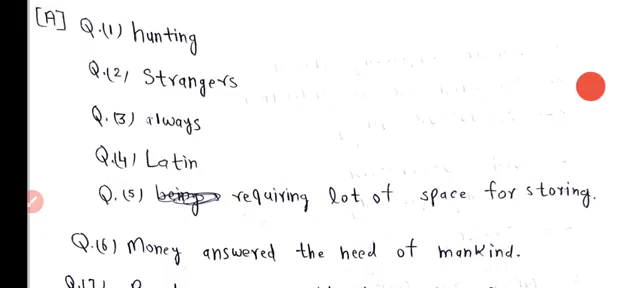 [A] Q.(1) hunting
Q.(2) Strangers
Q.(3) always
Q.(4) Latin
Q.(5) requiring lot of space for storing.
Q.(6) Money answered the need of mankind.
Q.(7)